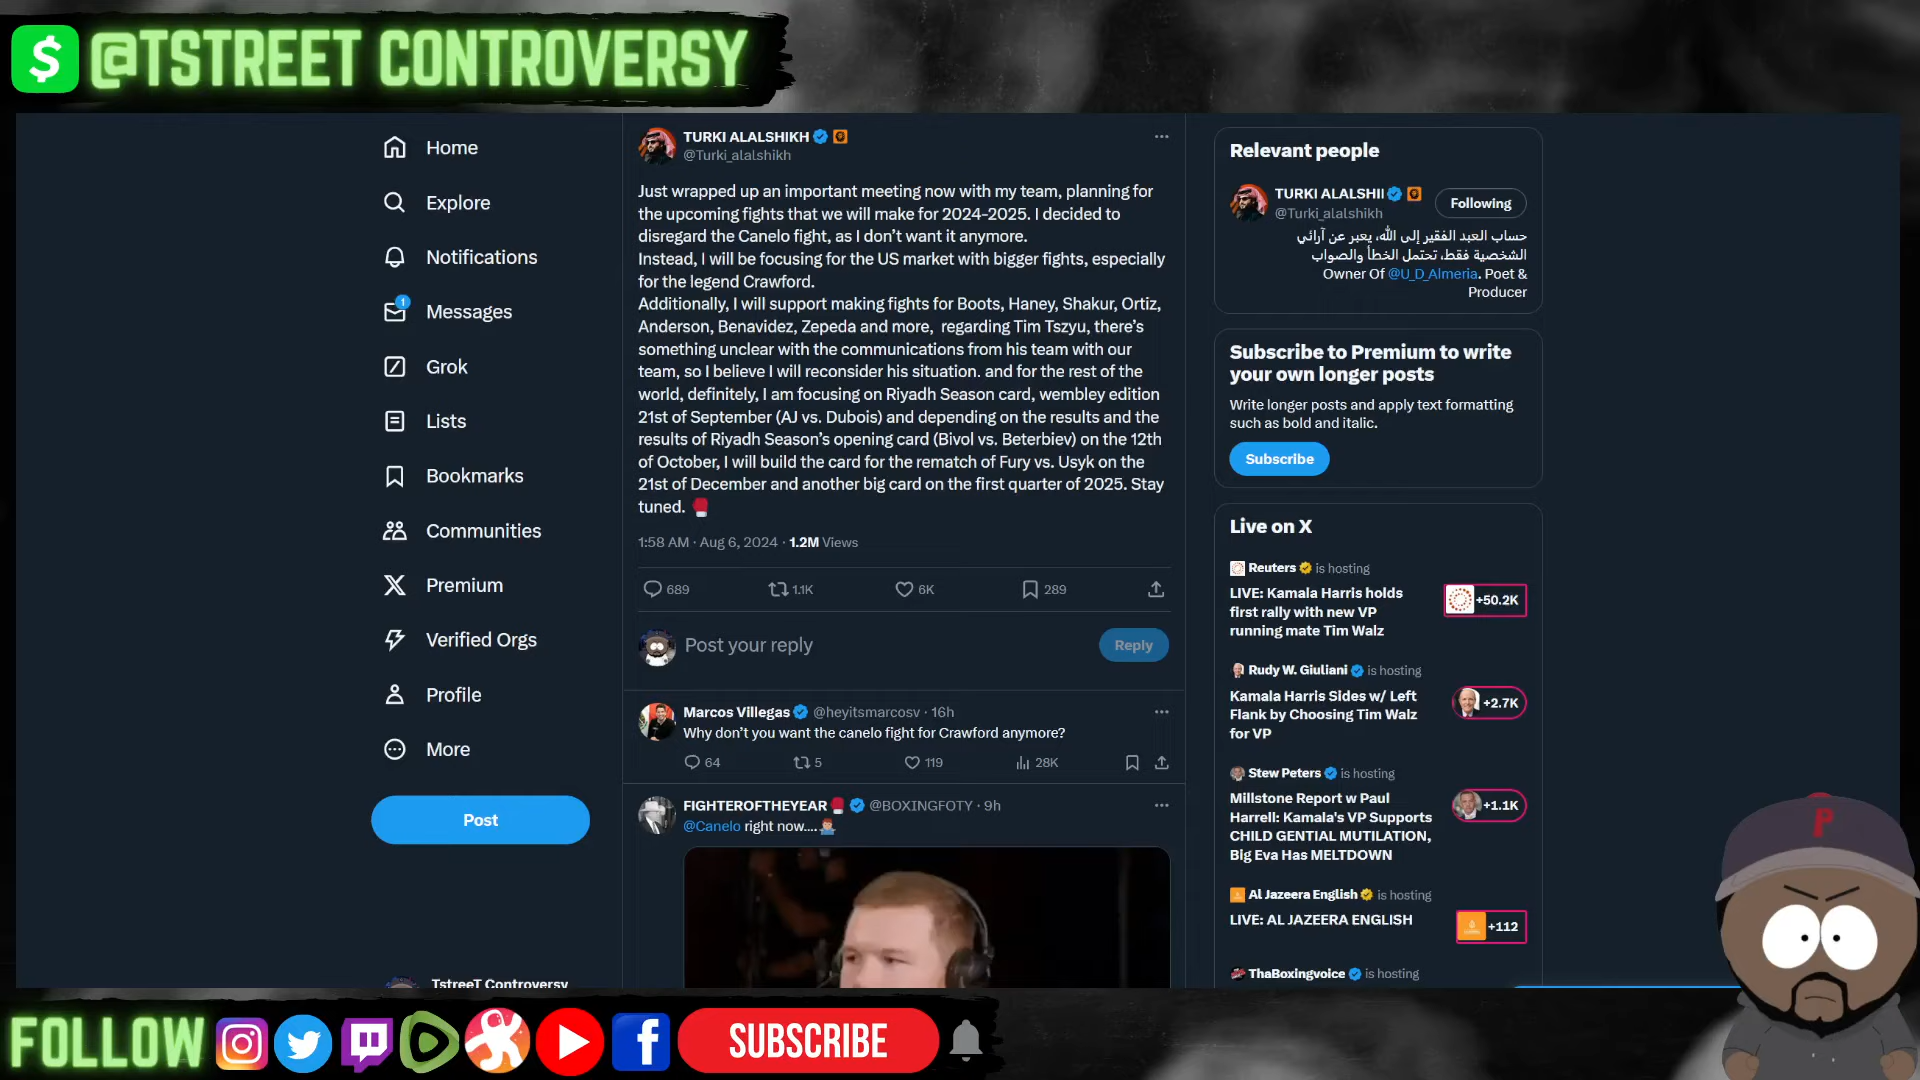 $ @TSTREET CONTROVERSY
Home
Explore
Notifications
1
Messages
Grok
Lists
Bookmarks
Communities
Premium
Verified Orgs
Profile
More
Post
TstreeT Controversy
TURKI ALALSHIKH
@Turki_alalshikh
Just wrapped up an important meeting now with my team, planning for
the upcoming fights that we will make for 2024-2025. I decided to
disregard the Canelo fight, as I don’t want it anymore.
Instead, I will be focusing for the US market with bigger fights, especially
for the legend Crawford.
Additionally, I will support making fights for Boots, Haney, Shakur, Ortiz,
Anderson, Benavidez, Zepeda and more, regarding Tim Tszyu, there’s
something unclear with the communications from his team with our
team, so I believe I will reconsider his situation. and for the rest of the
world, definitely, I am focusing on Riyadh Season card, wembley edition
21st of September (AJ vs. Dubois) and depending on the results and the
results of Riyadh Season’s opening card (Bivol vs. Beterbiev) on the 12th
of October, I will build the card for the rematch of Fury vs. Usyk on the
21st of December and another big card on the first quarter of 2025. Stay
tuned. 🥊
1:58 AM · Aug 6, 2024 · 1.2M Views
689 1.1K 6K 289
Post your reply
Reply
Marcos Villegas @heyitsmarcosv · 16h
Why don’t you want the canelo fight for Crawford anymore?
64 5 119 28K
FIGHTEROFTHEYEAR🥊 @BOXINGFOTY · 9h
@Canelo right now....
Relevant people
TURKI ALALSHII
@Turki_alalshikh
Following
حساب العبد الفقير إلى الله، يعبر عن آرائي
الشخصية فقط، تحتمل الخطأ والصواب
Owner Of @U_D_Almeria. Poet &
Producer
Subscribe to Premium to write
your own longer posts
Write longer posts and apply text formatting
such as bold and italic.
Subscribe
Live on X
Reuters is hosting
LIVE: Kamala Harris holds
first rally with new VP
running mate Tim Walz
+50.2K
Rudy W. Giuliani is hosting
Kamala Harris Sides w/ Left
Flank by Choosing Tim Walz
for VP
+2.7K
Stew Peters is hosting
Millstone Report w Paul
Harrell: Kamala's VP Supports
CHILD GENTIAL MUTILATION,
Big Eva Has MELTDOWN
+1.1K
Al Jazeera English is hosting
LIVE: AL JAZEERA ENGLISH
+112
ThaBoxingvoice is hosting
P
FOLLOW
SUBSCRIBE